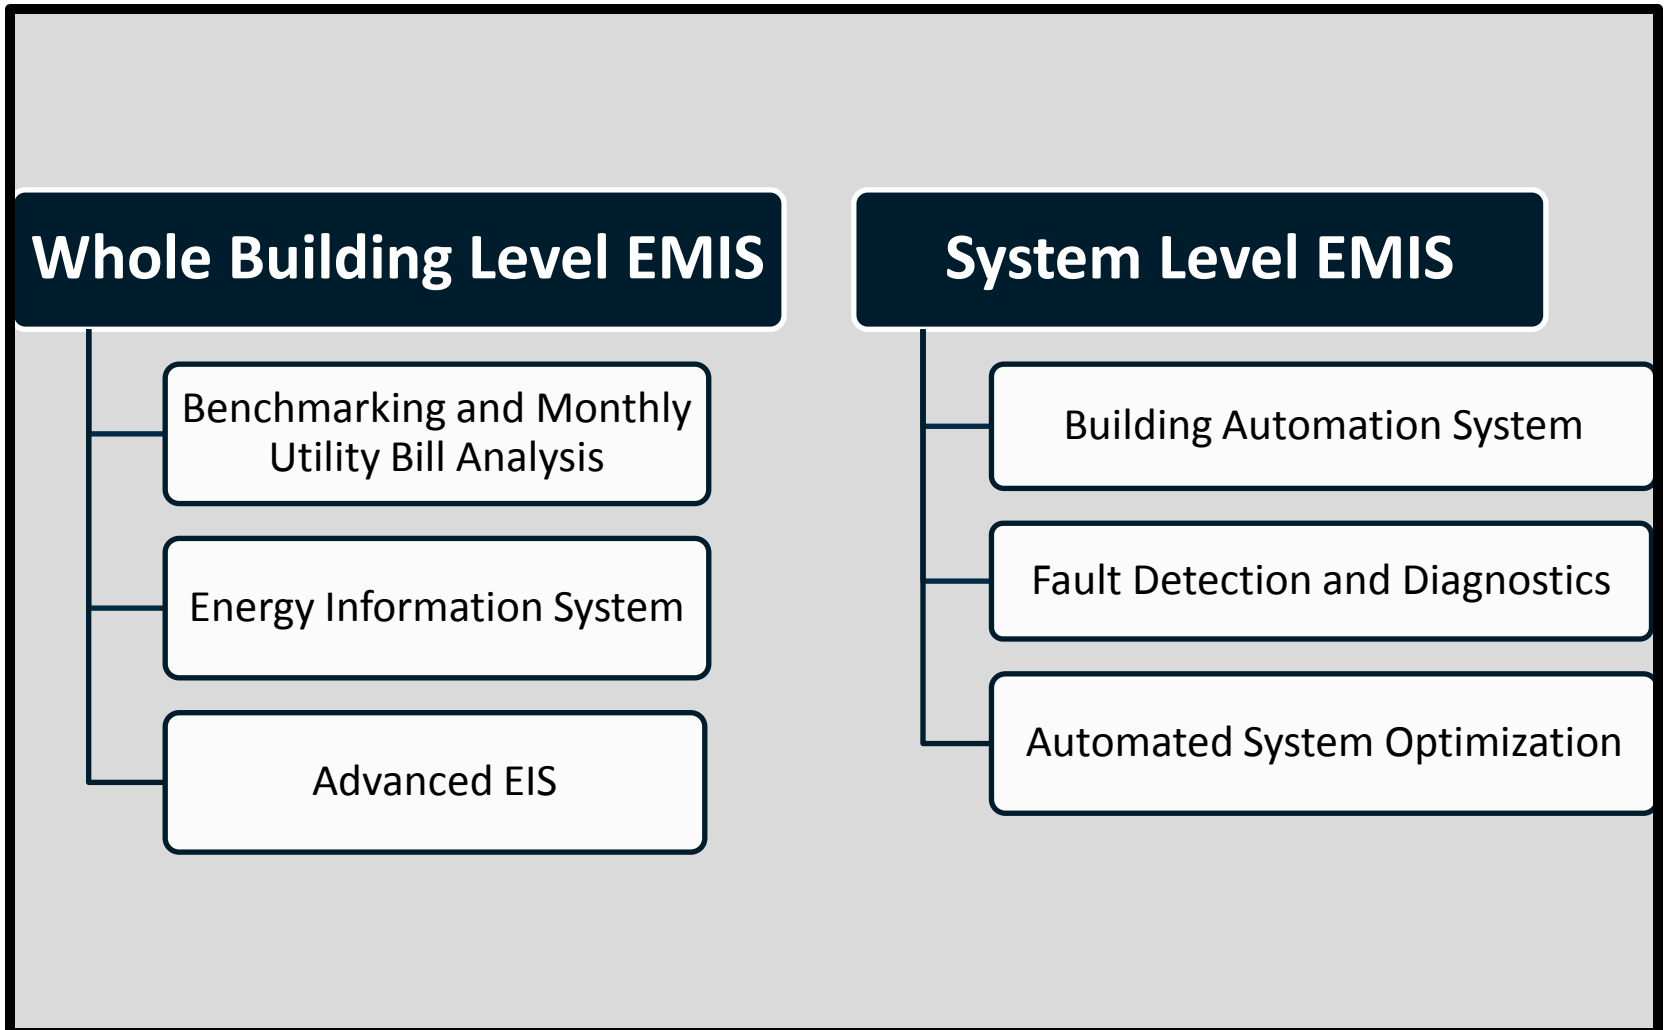 Whole Building Level EMIS
Benchmarking and Monthly
Utility Bill Analysis
Energy Information System
Advanced EIS
System Level EMIS
Building Automation System
Fault Detection and Diagnostics
Automated System Optimization